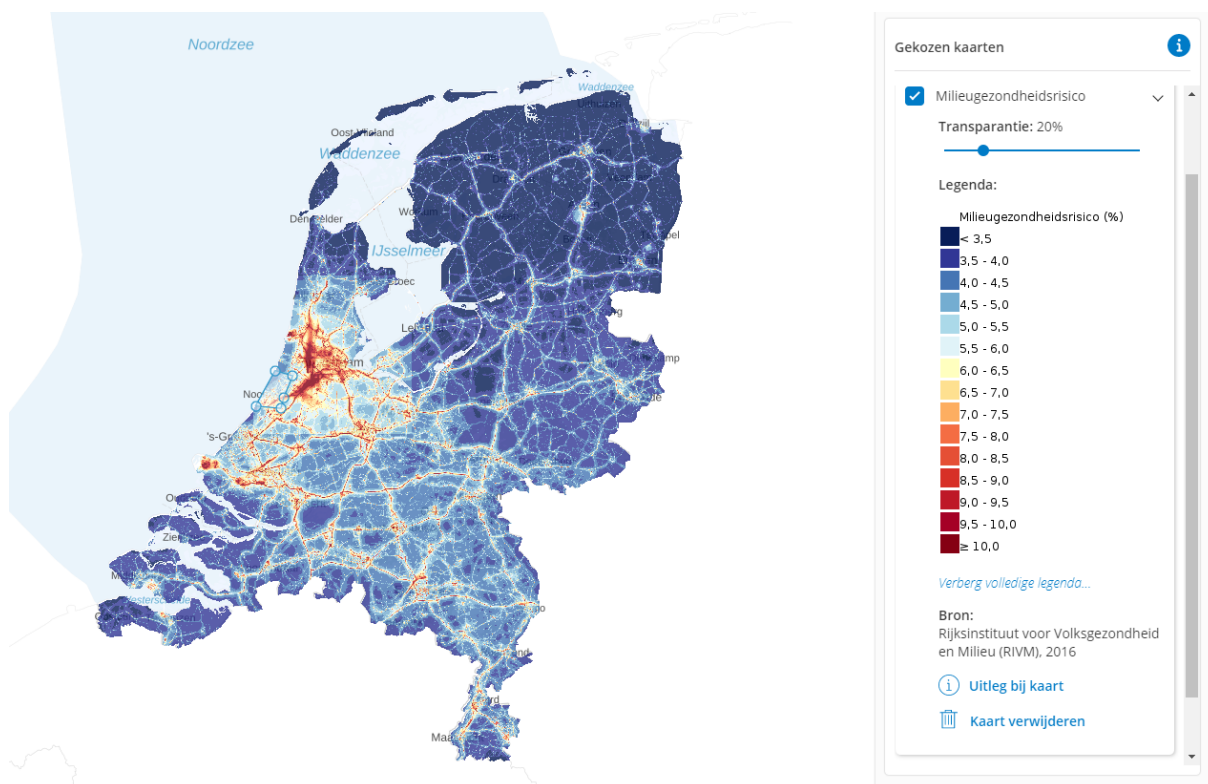 Noordzee
Waddenzee
Oost-Vlieland
Waddenzee
IJsselmeer
's-Gr
Noo
Zie
Maa
Gekozen kaarten
Milieugezondheidsrisico
Transparantie: 20%
Legenda:
Milieugezondheidsrisico (%)
< 3,5
3,5 - 4,0
4,0 - 4,5
4,5 - 5,0
5,0 - 5,5
5,5 - 6,0
6,0 - 6,5
6,5 - 7,0
7,0 - 7,5
7,5 - 8,0
8,0 - 8,5
8,5 - 9,0
9,0 - 9,5
9,5 - 10,0
≥ 10,0
Verberg volledige legenda...
Bron:
Rijksinstituut voor Volksgezondheid
en Milieu (RIVM), 2016
Uitleg bij kaart
Kaart verwijderen